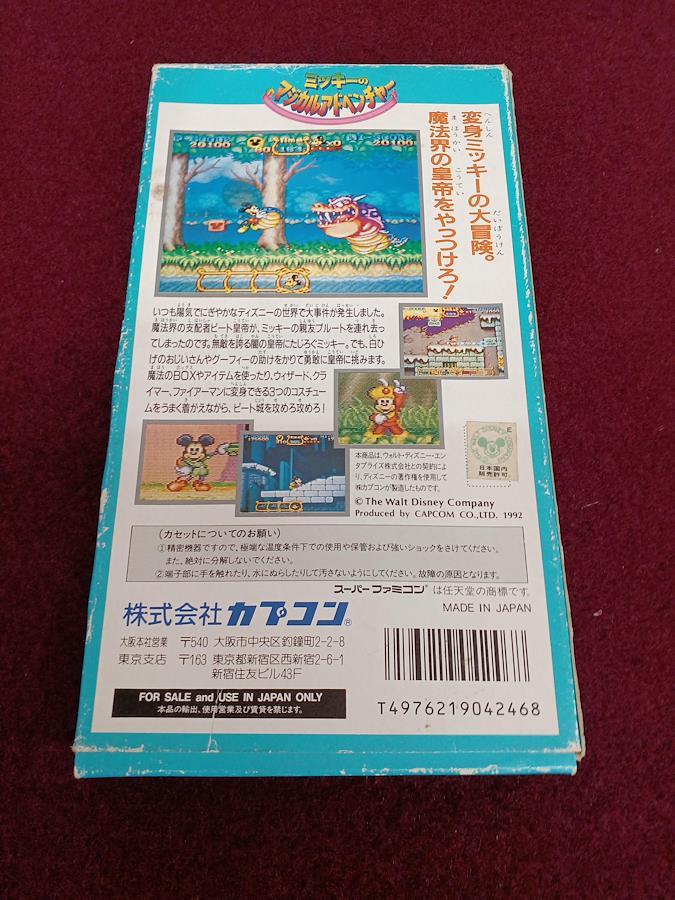 ミッキーの
マジカルアドベンチャー
変身ミッキーの大冒険。
魔法界の皇帝をやっつけろ!
20100
163
20100
いつも陽気でにぎやかなディズニーの世界で大事件が発生しました。
魔法界の支配者ピート皇帝が、ミッキーの親友プルートを連れ去っ
てしまったのです。無敵を誇る闇の皇帝にたじろぐミッキー。でも、白ひ
げのおじいさんやグーフィーの助けをかりて勇敢に皇帝に挑みます。
魔法のBOXやアイテムを使ったり、ウィザード、クラ
イマー、ファイアーマンに変身できる3つのコスチュー
ムをうまく着がえながら、ピート城を攻めろ攻めろ!
日本国内
販売許可.
本商品は、ウォルト・ディズニー・エン
タプライズ株式会社との契約によ
り、ディズニーの著作権を使用して
㈱カプコンが製造したものです。
© The Walt Disney Company
Produced by CAPCOM CO.,LTD. 1992
〈カセットについてのお願い〉
①精密機器ですので、極端な温度条件下での使用や保管および強いショックをさけてください。
また、絶対に分解しないでください。
②端子部に手を触れたり、水にぬらしたりして汚さないようにしてください。故障の原因となります。
スーパーファミコン®は任天堂の商標です。
MADE IN JAPAN
株式会社カプコン®
大阪本社営業 〒540 大阪市中央区釣鐘町2-2-8
東京支店 〒163 東京都新宿区西新宿2-6-1
新宿住友ビル43F
FOR SALE and USE IN JAPAN ONLY
本品の輸出、使用営業及び賃貸を禁じます。
T4976219042468